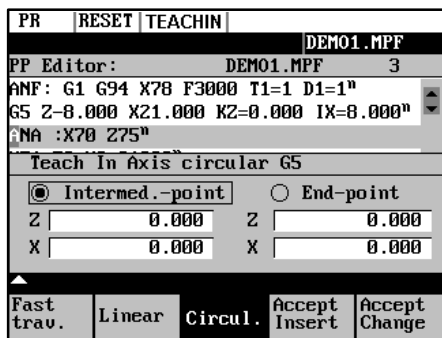 PR RESET TEACHIN
DEMO1.MPF
PP Editor: DEMO1.MPF 3
ANF: G1 G94 X78 F3000 T1=1 D1=1"
G5 Z-8.000 X21.000 KZ=0.000 IX=8.000"
ANA :X70 Z75"
Teach In Axis circular G5
Intermed.-point End-point
Z 0.000 Z 0.000
X 0.000 X 0.000
Fast trav. Linear Circul. Accept Insert Accept Change